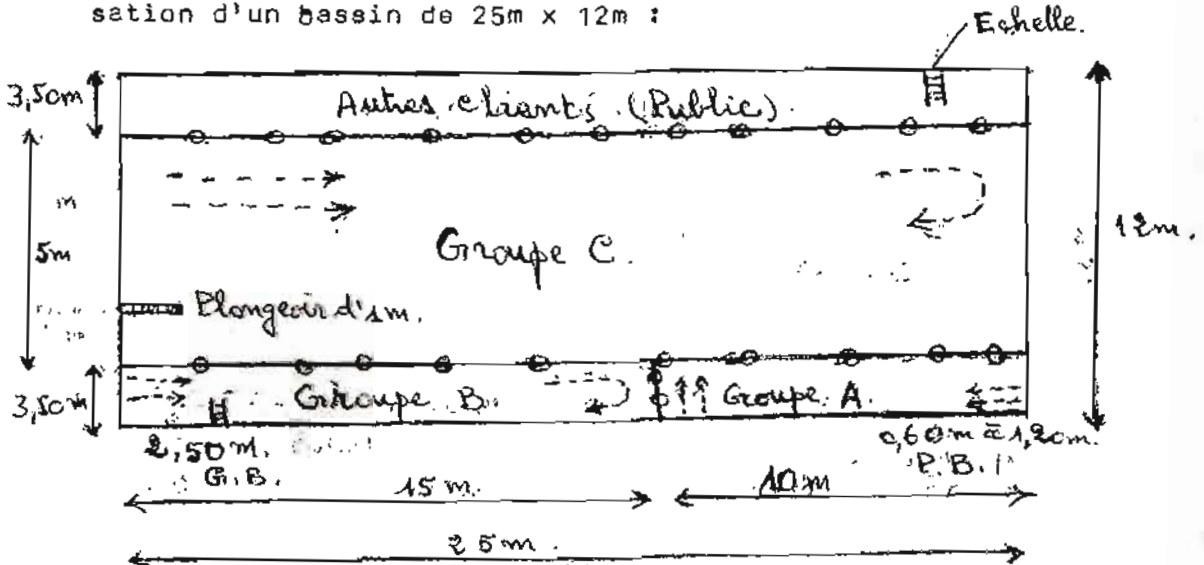 sation d'un bassin de 25m x 12m :
Echelle.
3,50m
Autres clients (Public).
5m
Groupe C.
12m.
Plongeoir d'1m.
3,50m
Groupe B.
Groupe A.
2,50m.
G.B.
0,60m à 1,20m.
P.B.
15 m.
10m
25m.